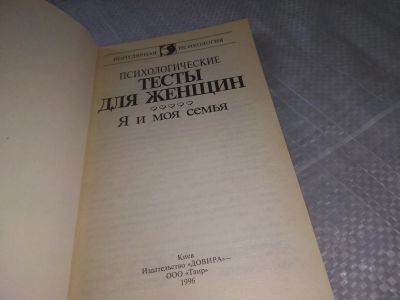 ПОПУЛЯРНАЯ ПСИХОЛОГИЯ
ПСИХОЛОГИЧЕСКИЕ
ТЕСТЫ
ДЛЯ ЖЕНЩИН
Я и моя семья
Киев
Издательство «ДОВИРА» —
ООО «Таир»
1996